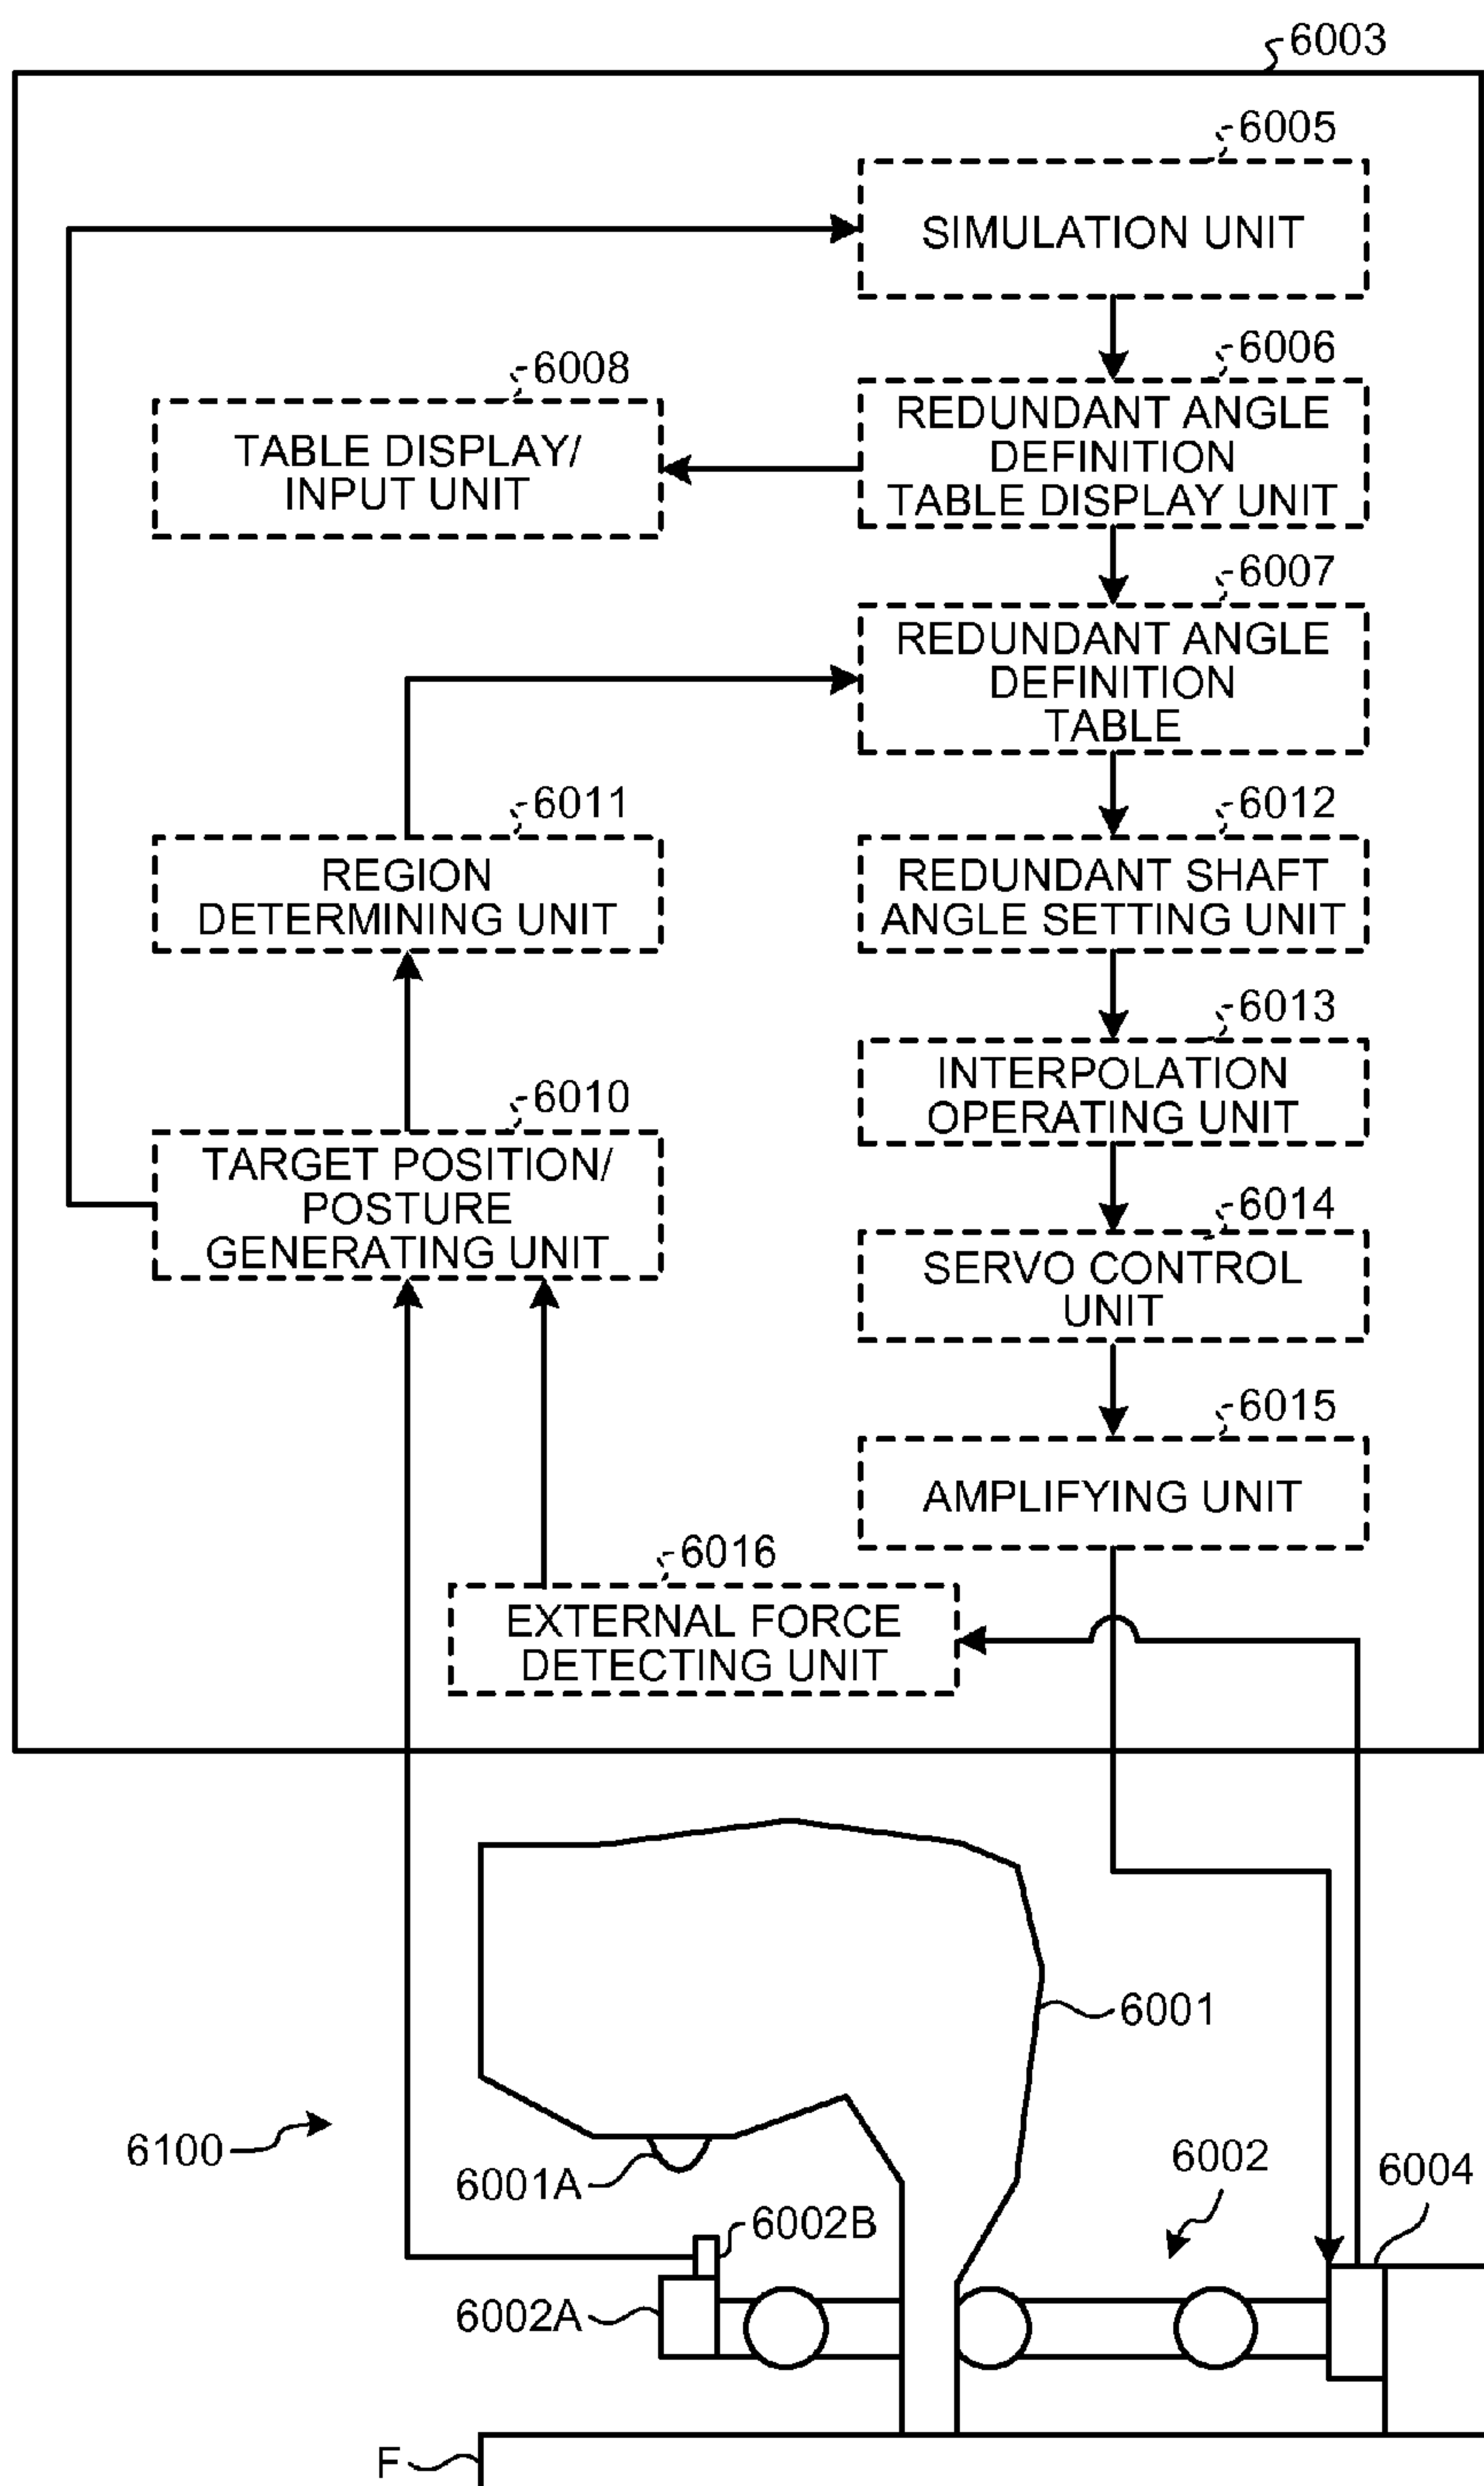 6003
6005
SIMULATION UNIT
6006
6008
REDUNDANT ANGLE
DEFINITION
TABLE DISPLAY UNIT
TABLE DISPLAY/
INPUT UNIT
6007
REDUNDANT ANGLE
DEFINITION
TABLE
6011
6012
REGION
DETERMINING UNIT
REDUNDANT SHAFT
ANGLE SETTING UNIT
6013
INTERPOLATION
OPERATING UNIT
6010
TARGET POSITION/
POSTURE
GENERATING UNIT
6014
SERVO CONTROL
UNIT
6015
AMPLIFYING UNIT
6016
EXTERNAL FORCE
DETECTING UNIT
6001
6100
6001A
6002
6004
6002B
6002A
F